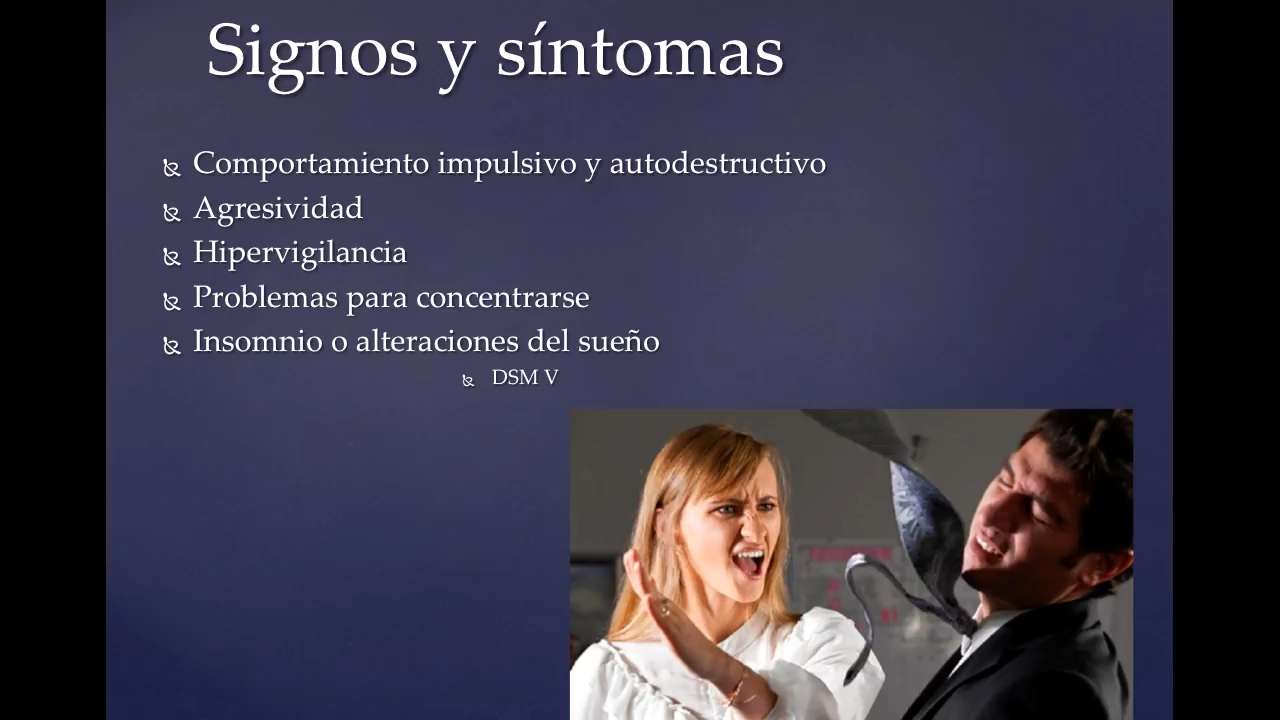 Signos y síntomas
Comportamiento impulsivo y autodestructivo
Agresividad
Hipervigilancia
Problemas para concentrarse
Insomnio o alteraciones del sueño
DSM V